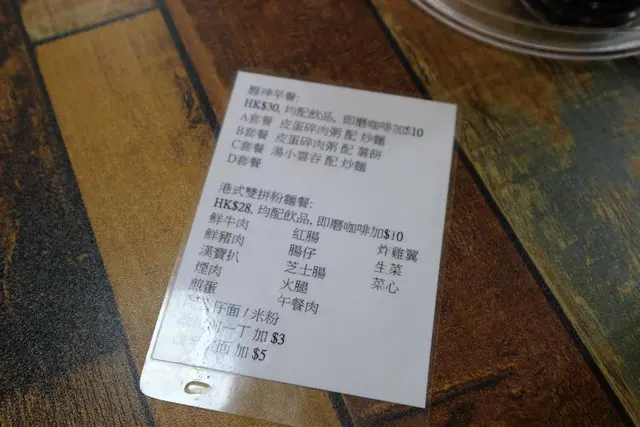 醒神早餐:
HK$30, 均配飲品, 即磨咖啡加$10
A套餐 皮蛋碎肉粥 配 炒麵
B套餐 皮蛋碎肉粥 配 薯餅
C套餐 湯小雲吞 配 炒麵
D套餐
港式雙拼粉麵餐:
HK$28, 均配飲品, 即磨咖啡加$10
鮮牛肉 紅腸 炸雞翼
鮮豬肉 腸仔 生菜
漢寶扒 芝士腸 菜心
煙肉 火腿
煎蛋 午餐肉
仔面 / 米粉
一丁 加 $3
面 加 $5